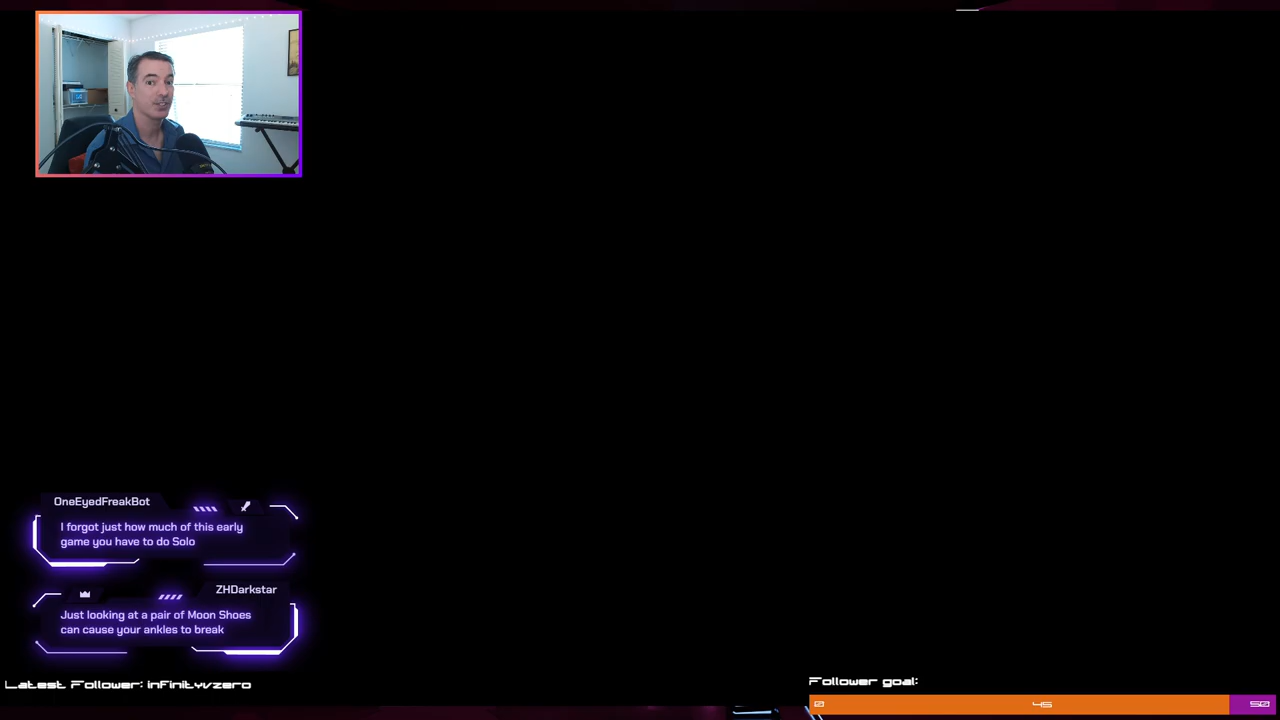 OneEyedFreakBot
I forgot just how much of this early
game you have to do Solo
ZHDarkstar
Just looking at a pair of Moon Shoes
can cause your ankles to break
Latest Follower: infinityvzero
Follower goal:
0 45 50